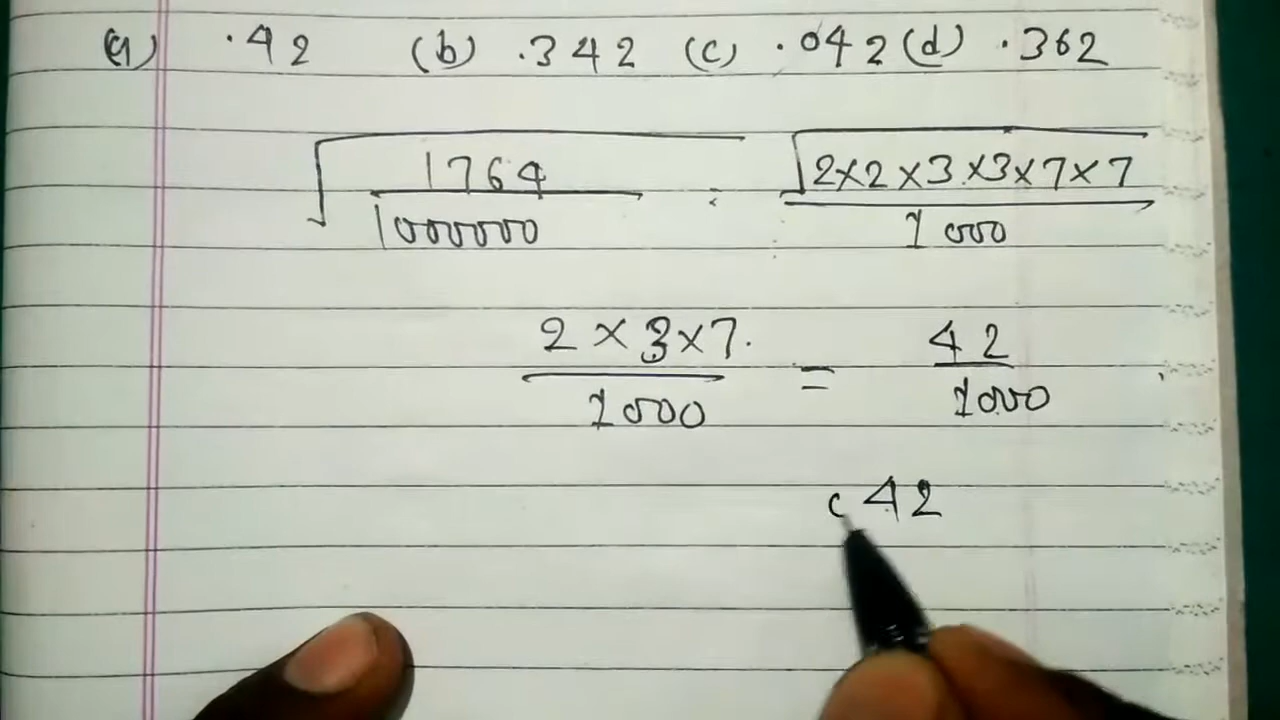 (a) .42 (b) .342 (c) .042 (d) .362
√1764/1000000 : √2×2×3×3×7×7/1000
2×3×7/1000 = 42/1000
42